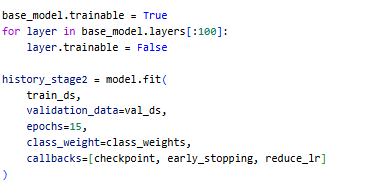 base_model.trainable = True
for layer in base_model.layers[:100]:
    layer.trainable = False

history_stage2 = model.fit(
    train_ds,
    validation_data=val_ds,
    epochs=15,
    class_weight=class_weights,
    callbacks=[checkpoint, early_stopping, reduce_lr]
)